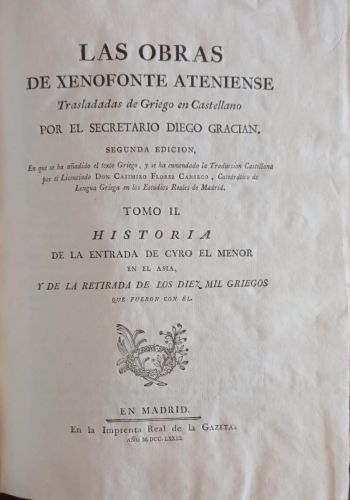 LAS OBRAS
DE XENOFONTE ATENIENSE
Trasladadas de Griego en Castellano
POR EL SECRETARIO DIEGO GRACIAN.
SEGUNDA EDICION,
En que se ha añadido el texto Griego, y se ha enmendado la Traduccion Castellana
por el Licenciado DON CASIMIRO FLOREZ CANSECO, Catedrático de
Lengua Griega en los Estudios Reales de Madrid.
TOMO II.
HISTORIA
DE LA ENTRADA DE CYRO EL MENOR
EN EL ASIA,
Y DE LA RETIRADA DE LOS DIEZ MIL GRIEGOS
QUE FUERON CON EL.
EN MADRID.
En la Imprenta Real de la GAZETA.
AÑO M.DCC.LXXXI.